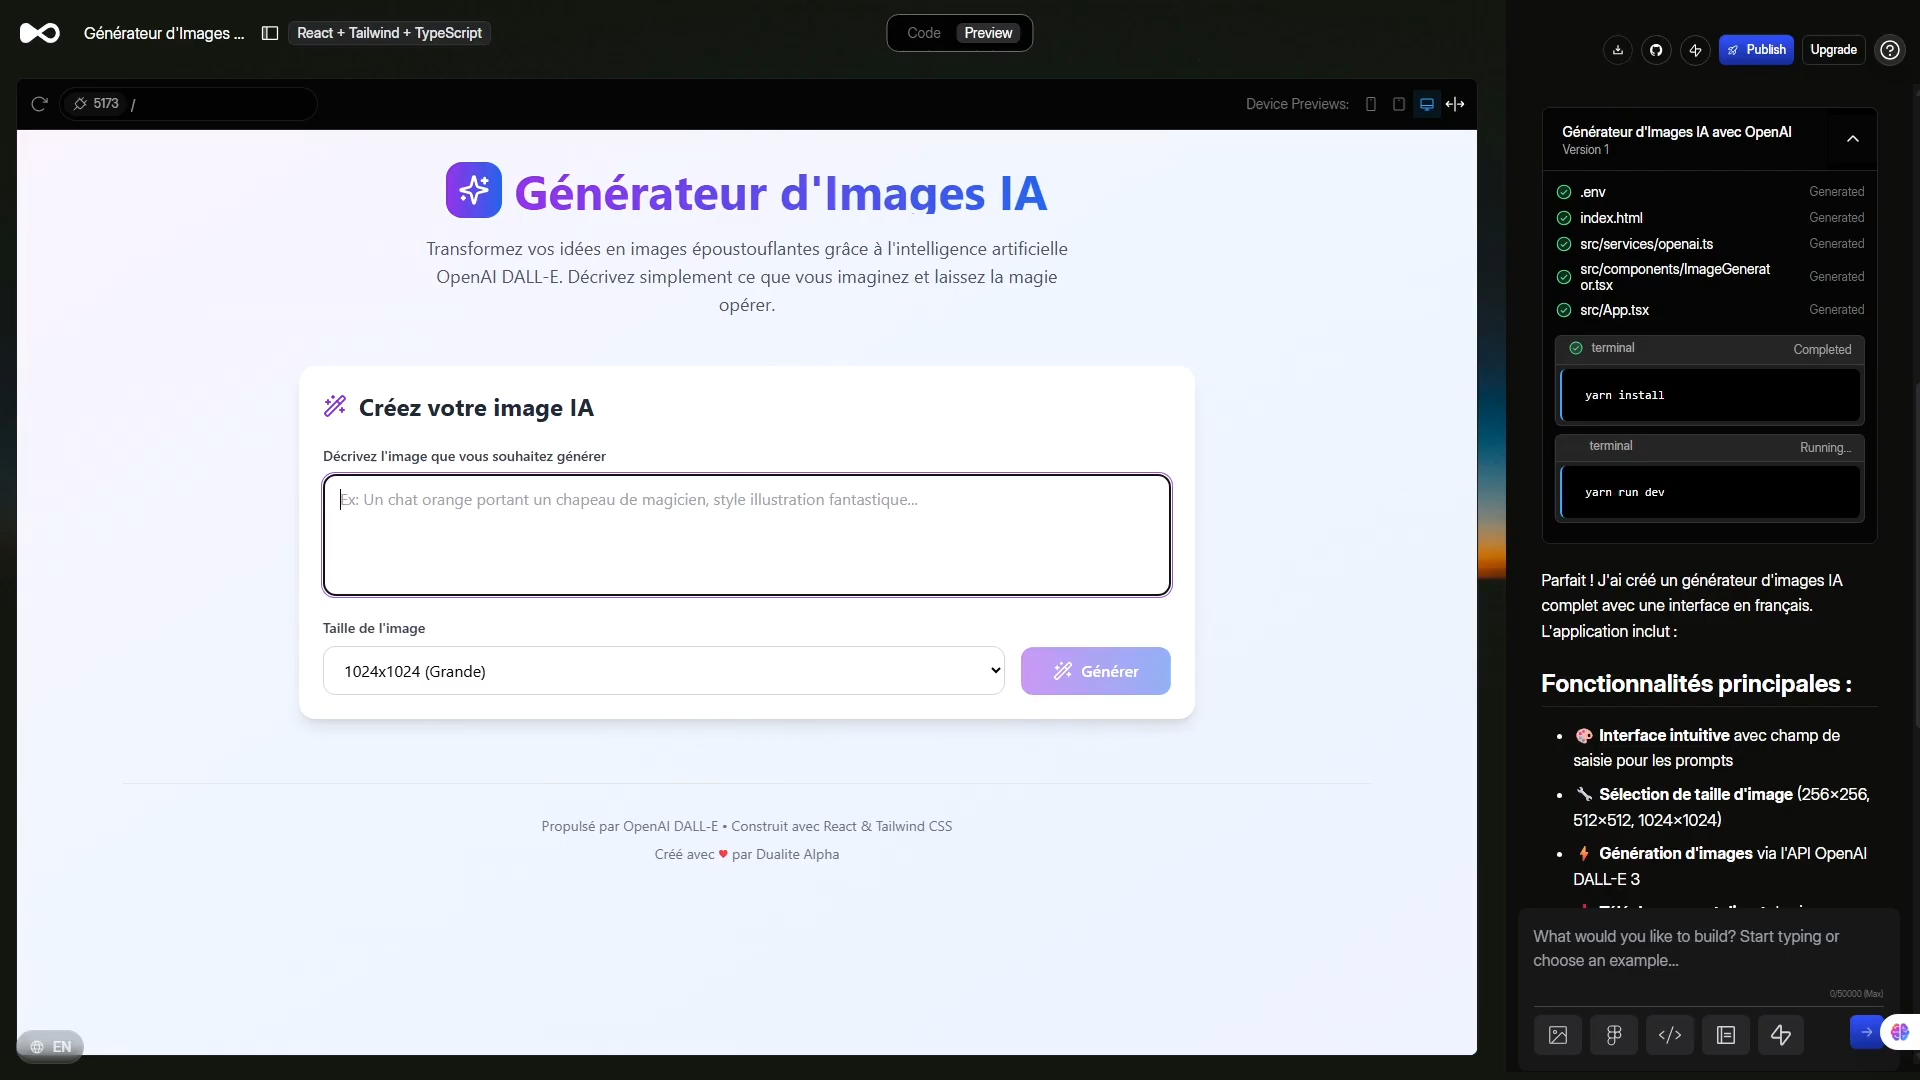 Générateur d'Images ...
React + Tailwind + TypeScript
Code
Preview
Publish
Upgrade
5173 /
Device Previews:
Générateur d'Images IA
Transformez vos idées en images époustouflantes grâce à l'intelligence artificielle
OpenAI DALL-E. Décrivez simplement ce que vous imaginez et laissez la magie
opérer.
Créez votre image IA
Décrivez l'image que vous souhaitez générer
Ex: Un chat orange portant un chapeau de magicien, style illustration fantastique...
Taille de l'image
1024x1024 (Grande)
Générer
Propulsé par OpenAI DALL-E • Construit avec React & Tailwind CSS
Créé avec ♥ par Dualite Alpha
EN
Générateur d'Images IA avec OpenAI
Version 1
.env Generated
index.html Generated
src/services/openai.ts Generated
src/components/ImageGenerat
or.tsx
Generated
src/App.tsx Generated
terminal Completed
yarn install
terminal Running...
yarn run dev
Parfait ! J'ai créé un générateur d'images IA
complet avec une interface en français.
L'application inclut :
Fonctionnalités principales :
• 🎨 Interface intuitive avec champ de
saisie pour les prompts
• 🔧 Sélection de taille d'image (256×256,
512×512, 1024×1024)
• ⚡ Génération d'images via l'API OpenAI
DALL-E 3
What would you like to build? Start typing or
choose an example...
0/50000 (Max)